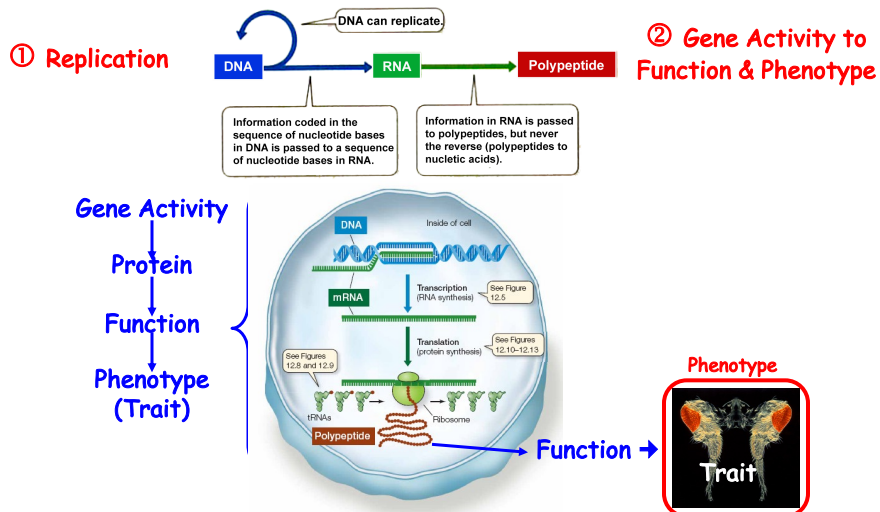 ① Replication
DNA can replicate.
DNA
RNA
Polypeptide
② Gene Activity to
Function & Phenotype
Information coded in the
sequence of nucleotide bases
in DNA is passed to a sequence
of nucleotide bases in RNA.
Information in RNA is passed
to polypeptides, but never
the reverse (polypeptides to
nucletic acids).
Gene Activity
Protein
Function
Phenotype
(Trait)
DNA
Inside of cell
mRNA
Transcription
(RNA synthesis)
See Figure
12.5
Translation
(protein synthesis)
See Figures
12.10–12.13
See Figures
12.8 and 12.9
tRNAs
Ribosome
Polypeptide
Function
Phenotype
Trait